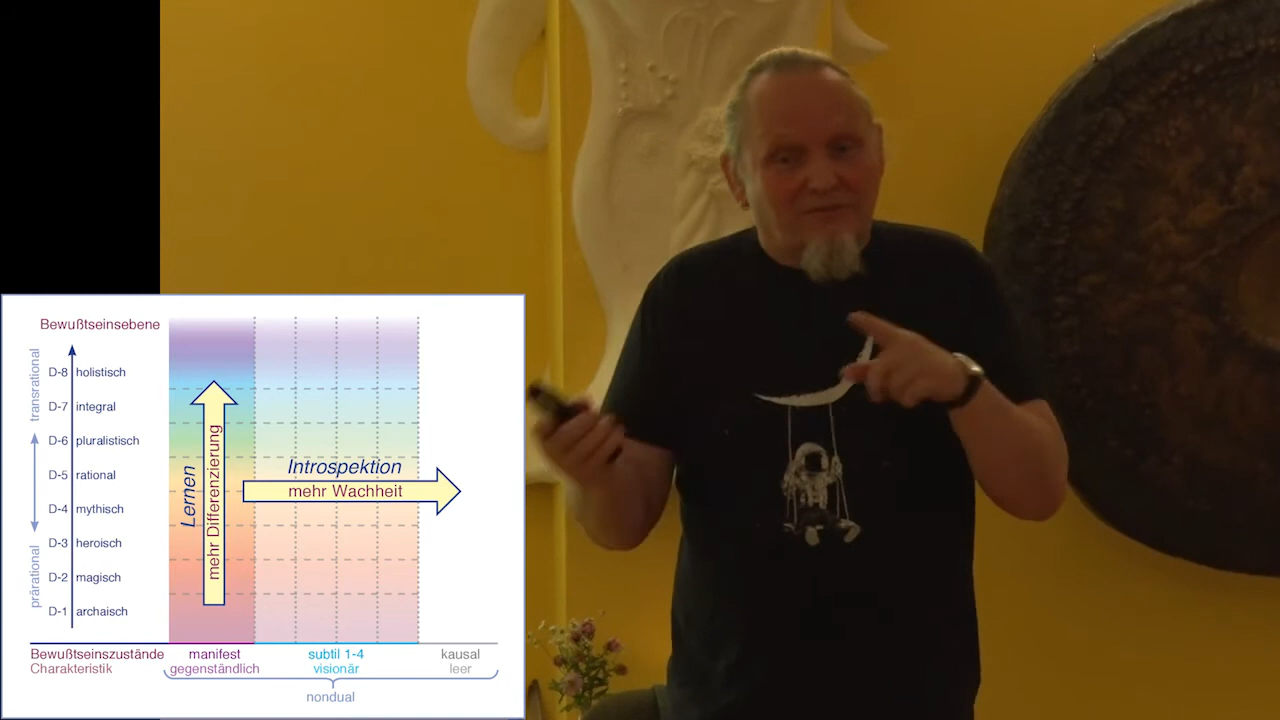 Bewußtseinsebene
transrational
prärational
D-8 holistisch
D-7 integral
D-6 pluralistisch
D-5 rational
D-4 mythisch
D-3 heroisch
D-2 magisch
D-1 archaisch
Lernen
mehr Differenzierung
Introspektion
mehr Wachheit
Bewußtseinszustände manifest subtil 1-4 kausal
Charakteristik gegenständlich visionär leer
nondual